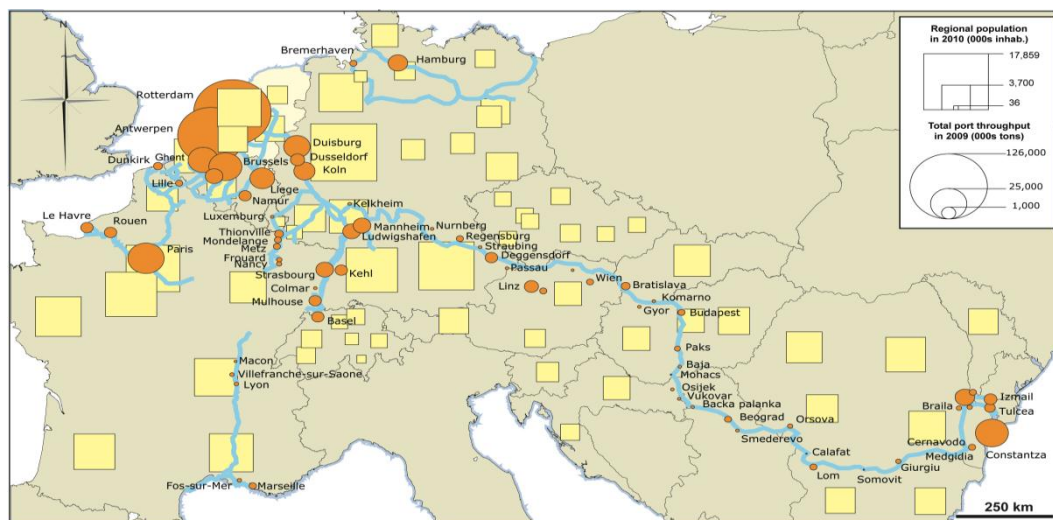 N
Regional population
in 2010 (000s inhab.)
17,859
3,700
36
Total port throughput
in 2009 (000s tons)
126,000
25,000
1,000
Bremerhaven
Hamburg
Rotterdam
Antwerpen
Duisburg
Dunkirk
Ghent
Brussels
Dusseldorf
Koln
Lille
Liege
Namur
Kelkheim
Le Havre
Rouen
Luxemburg
Mannheim
Nurnberg
Thionville
Ludwigshafen
Regensburg
Mondelange
Straubing
Paris
Metz
Deggensdorf
Frouard
Nancy
Passau
Strasbourg
Kehl
Wien
Colmar
Linz
Bratislava
Mulhouse
Komarno
Gyor
Basel
Budapest
Paks
Macon
Baja
Villefranche-sur-Saone
Mohacs
Lyon
Osijek
Izmail
Vukovar
Backa palanka
Braila
Tulcea
Beograd
Orsova
Smederevo
Cernavodo
Calafat
Medgidia
Constantza
Giurgiu
Fos-sur-Mer
Marseille
Lom
Somovit
250 km